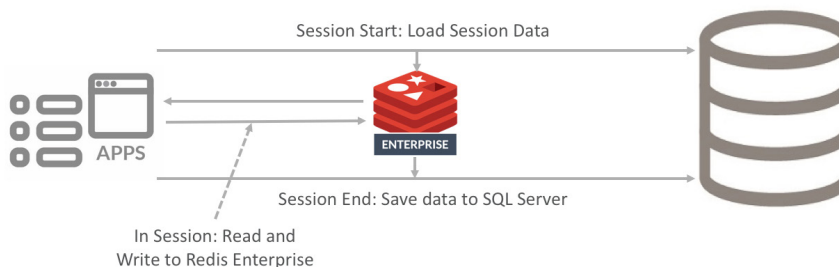 Session Start: Load Session Data
APPS
ENTERPRISE
Session End: Save data to SQL Server
In Session: Read and
Write to Redis Enterprise